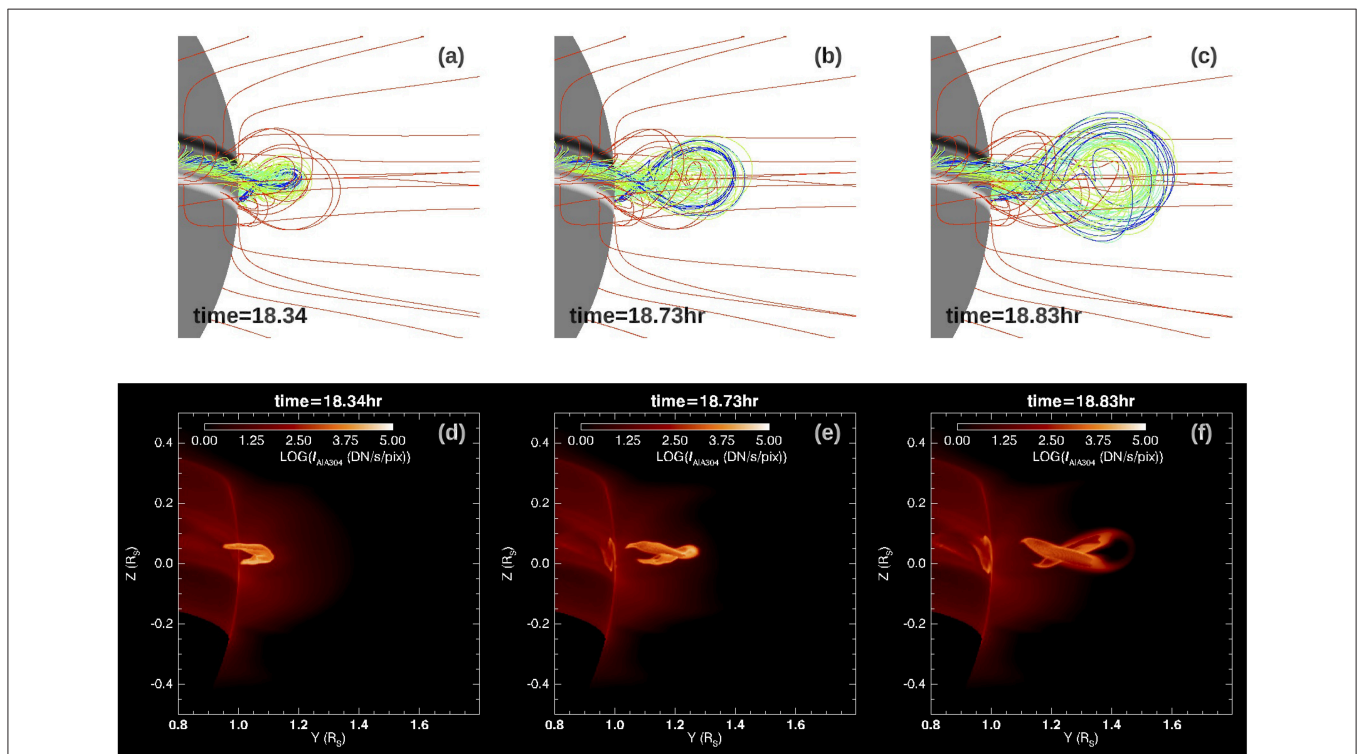 (a)
(b)
(c)
time=18.34
time=18.73hr
time=18.83hr
time=18.34hr
time=18.73hr
time=18.83hr
(d)
(e)
(f)
0.00 1.25 2.50 3.75 5.00
0.00 1.25 2.50 3.75 5.00
0.00 1.25 2.50 3.75 5.00
LOG(I_AIA304 (DN/s/pix))
LOG(I_AIA304 (DN/s/pix))
LOG(I_AIA304 (DN/s/pix))
0.4
0.2
0.0
-0.2
-0.4
Z (R_S)
0.4
0.2
0.0
-0.2
-0.4
Z (R_S)
0.4
0.2
0.0
-0.2
-0.4
Z (R_S)
0.8 1.0 1.2 1.4 1.6
0.8 1.0 1.2 1.4 1.6
0.8 1.0 1.2 1.4 1.6
Y (R_S)
Y (R_S)
Y (R_S)